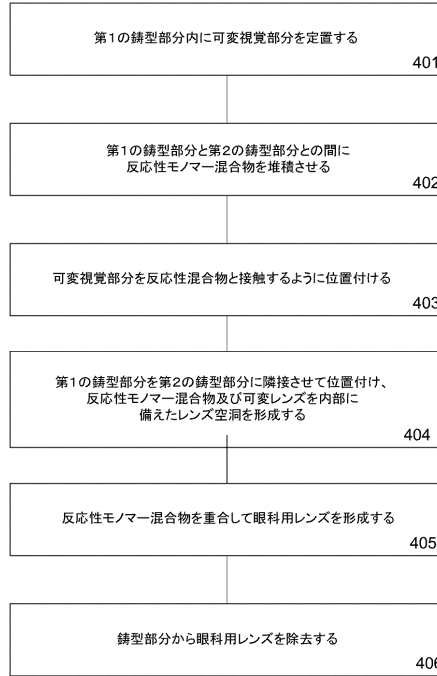 第1の鋳型部分内に可変視覚部分を定置する
401
第1の鋳型部分と第2の鋳型部分との間に
反応性モノマー混合物を堆積させる
402
可変視覚部分を反応性混合物と接触するように位置付ける
403
第1の鋳型部分を第2の鋳型部分に隣接させて位置付け、
反応性モノマー混合物及び可変レンズを内部に
備えたレンズ空洞を形成する
404
反応性モノマー混合物を重合して眼科用レンズを形成する
405
鋳型部分から眼科用レンズを除去する
406